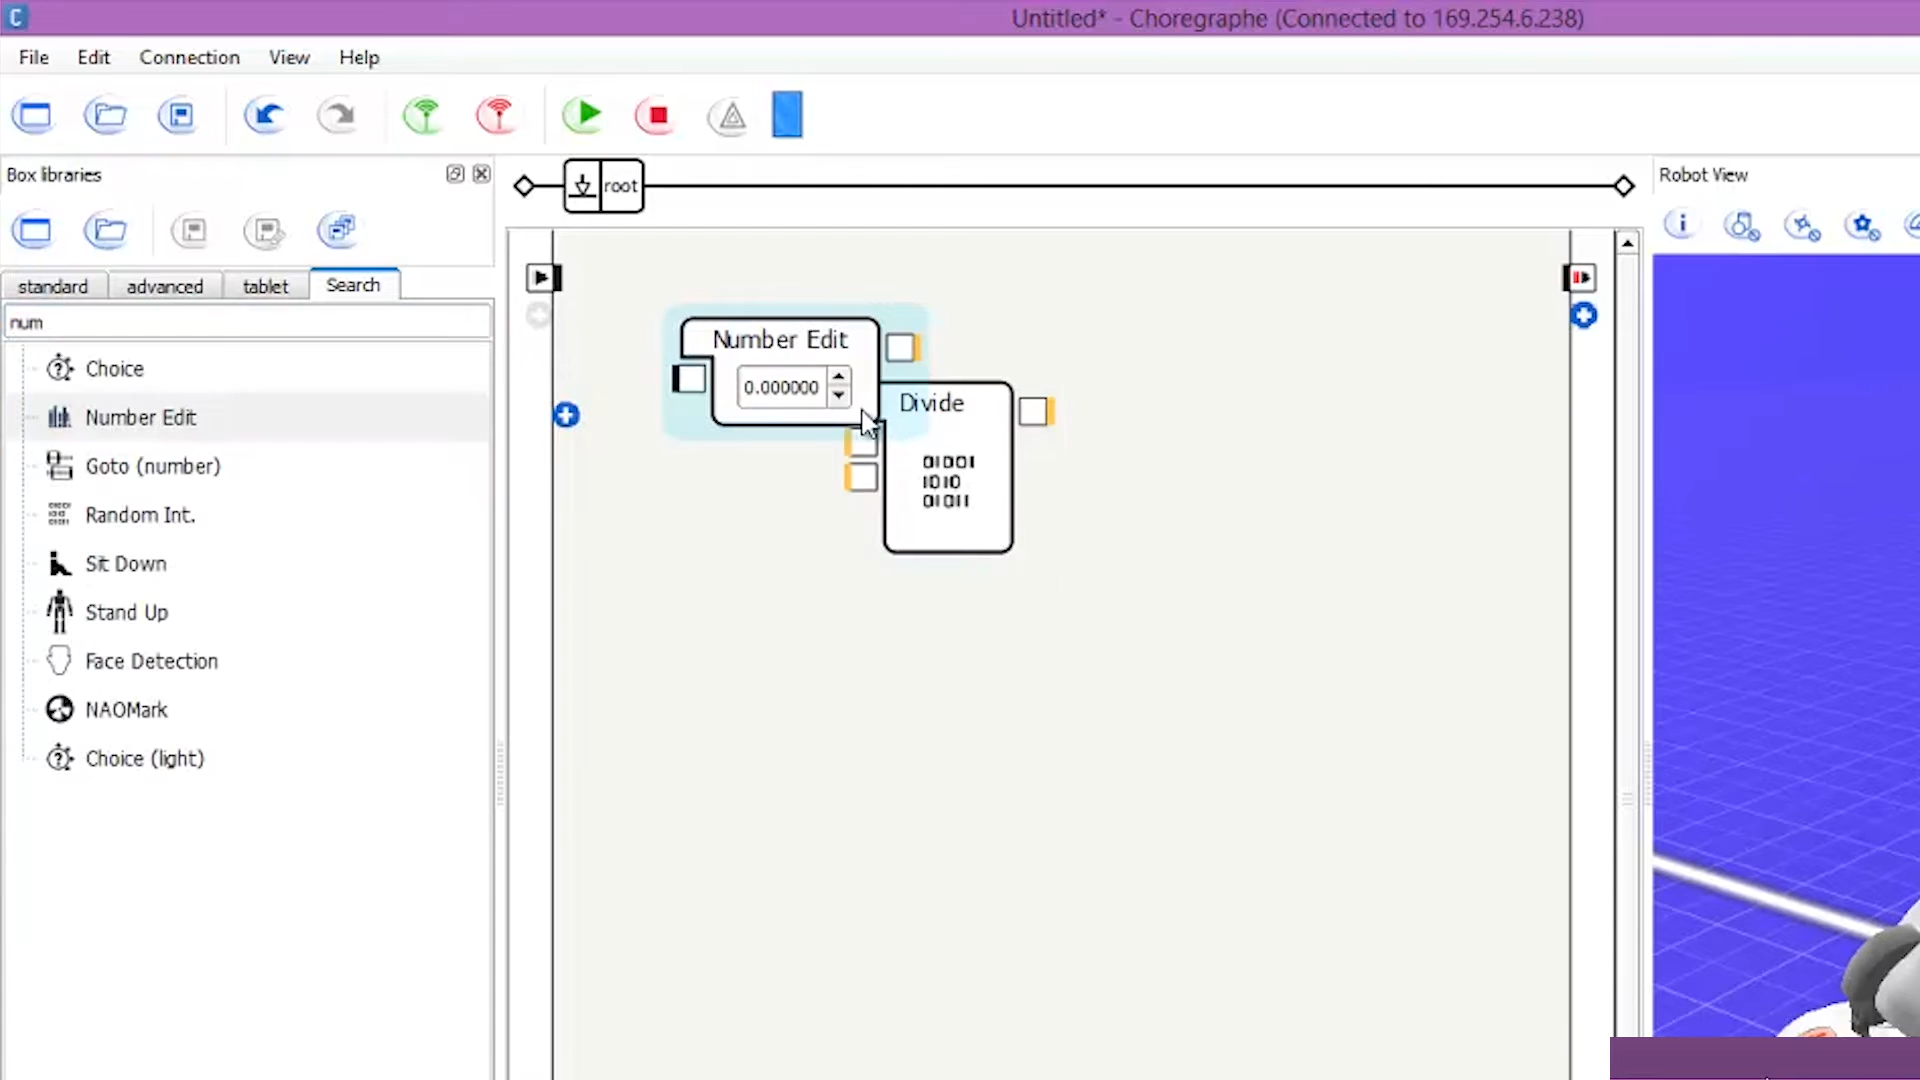 Untitled* - Choregraphe (Connected to 169.254.6.238)
File Edit Connection View Help
Box libraries
root
Robot View
standard advanced tablet Search
num
Choice
Number Edit
Goto (number)
Random Int.
Sit Down
Stand Up
Face Detection
NAOMark
Choice (light)
Number Edit
0.000000
Divide
01001
1010
01011